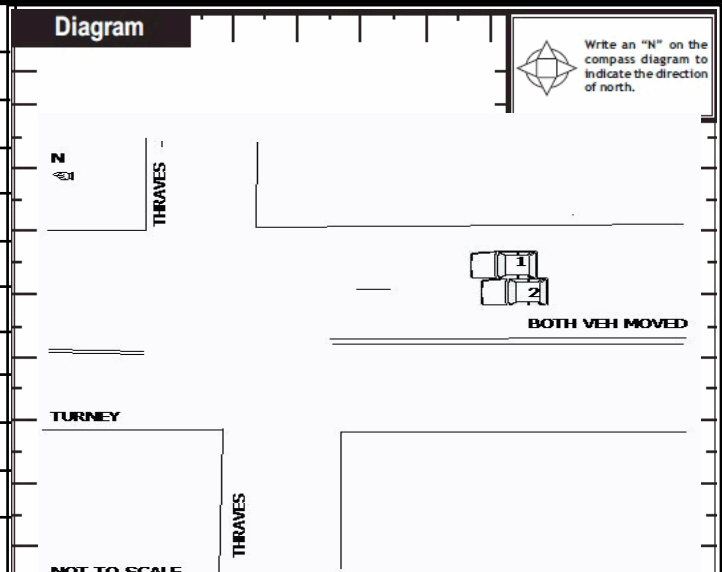 Diagram
Write an “N” on the
compass diagram to
indicate the direction
of north.
N
THRAVES
1
2
BOTH VEH MOVED
TURNEY
THRAVES
NOT TO SCALE